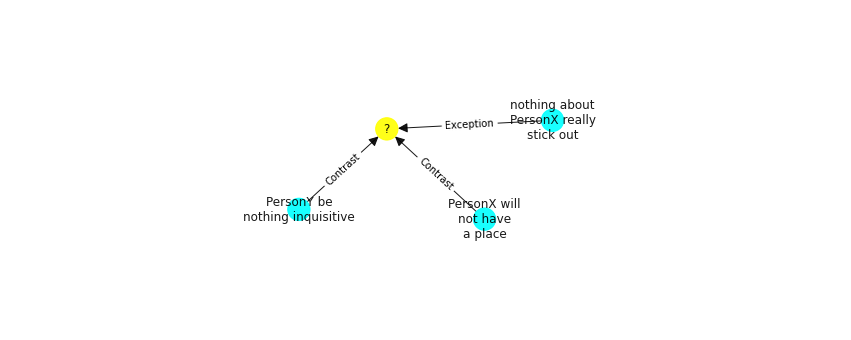 nothing about
PersonX really
stick out
Exception
?
Contrast
Contrast
PersonY be
nothing inquisitive
PersonX will
not have
a place